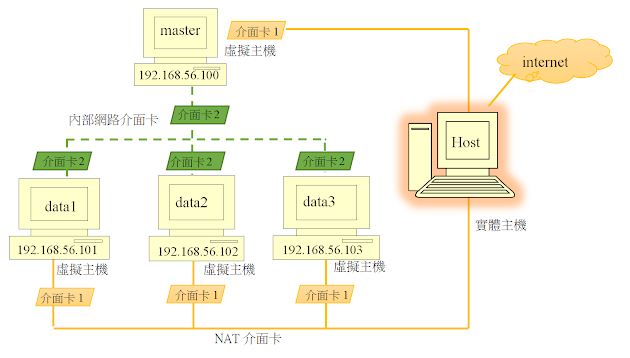 master
介面卡 1
虛擬主機
192.168.56.100
internet
介面卡2
內部網路介面卡
Host
介面卡2
介面卡2
介面卡2
data1
data2
data3
實體主機
192.168.56.101
192.168.56.102
192.168.56.103
虛擬主機
虛擬主機
虛擬主機
介面卡 1
介面卡 1
介面卡 1
NAT 介面卡